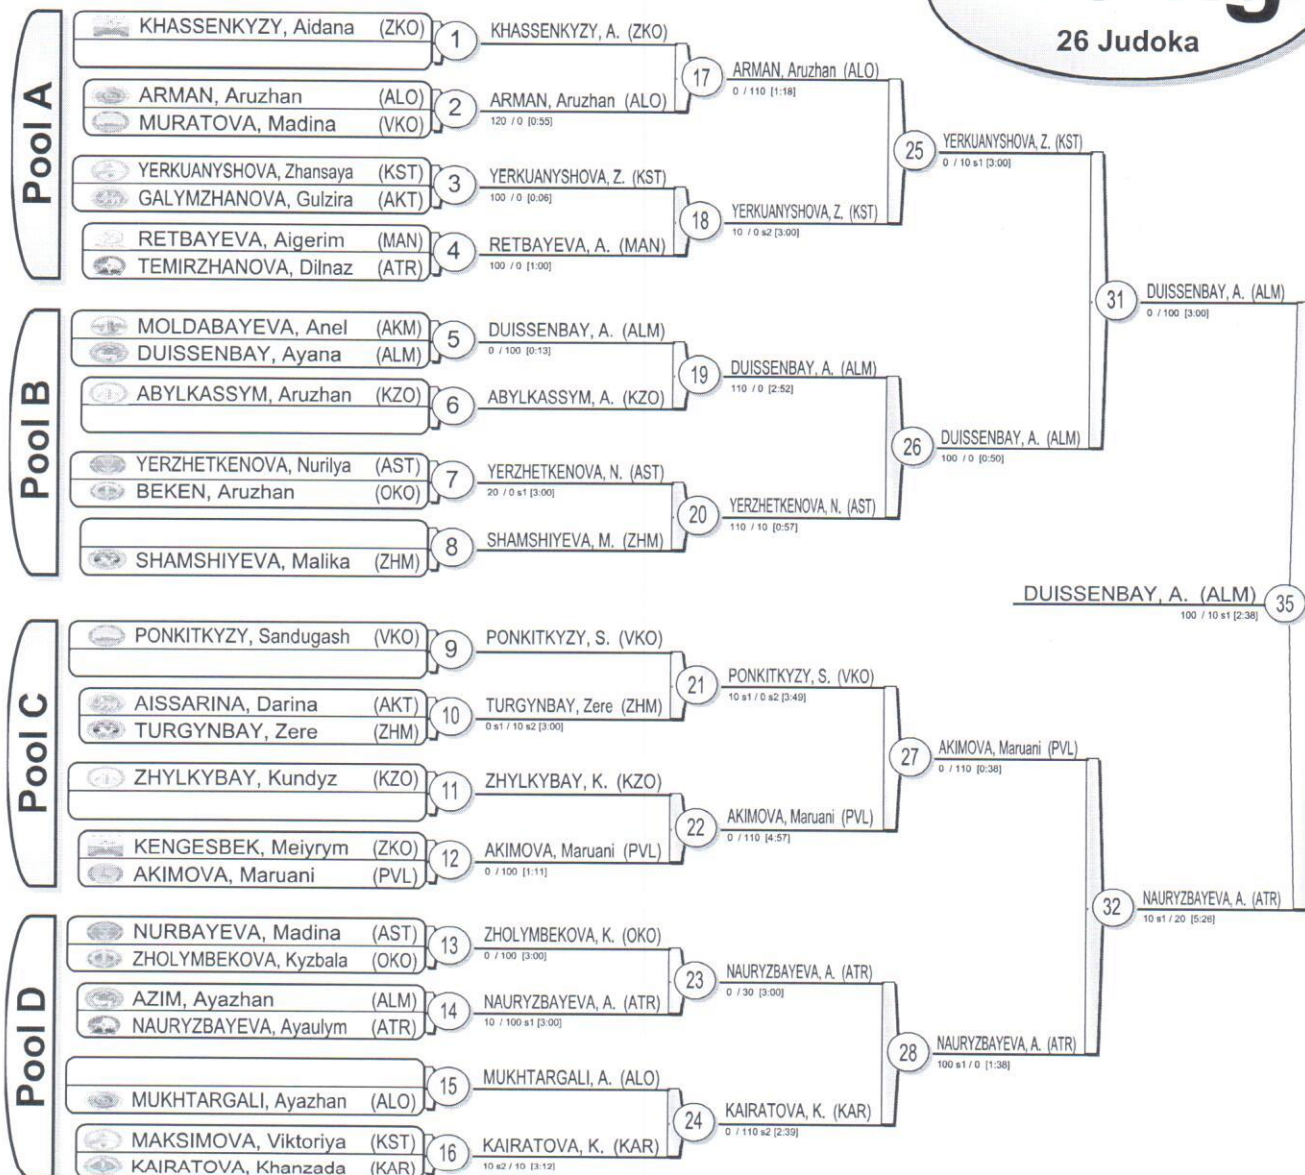 26 Judoka
Pool A
KHASSENKYZY, Aidana (ZKO)
1
ARMAN, Aruzhan (ALO)
MURATOVA, Madina (VKO)
2
YERKUANYSHOVA, Zhansaya (KST)
GALYMZHANOVA, Gulzira (AKT)
3
RETBAYEVA, Aigerim (MAN)
TEMIRZHANOVA, Dilnaz (ATR)
4
Pool B
MOLDABAYEVA, Anel (AKM)
DUISSENBAY, Ayana (ALM)
5
ABYLKASSYM, Aruzhan (KZO)
6
YERZHETKENOVA, Nurilya (AST)
BEKEN, Aruzhan (OKO)
7
SHAMSHIYEVA, Malika (ZHM)
8
Pool C
PONKITKYZY, Sandugash (VKO)
9
AISSARINA, Darina (AKT)
TURGYNBAY, Zere (ZHM)
10
ZHYLKYBAY, Kundyz (KZO)
11
KENGESBEK, Meiyrym (ZKO)
AKIMOVA, Maruani (PVL)
12
Pool D
NURBAYEVA, Madina (AST)
ZHOLYMBEKOVA, Kyzbala (OKO)
13
AZIM, Ayazhan (ALM)
NAURYZBAYEVA, Ayaulym (ATR)
14
MUKHTARGALI, Ayazhan (ALO)
15
MAKSIMOVA, Viktoriya (KST)
KAIRATOVA, Khanzada (KAR)
16
KHASSENKYZY, A. (ZKO)
ARMAN, Aruzhan (ALO)
120 / 0 [0:55]
17
YERKUANYSHOVA, Z. (KST)
100 / 0 [0:06]
RETBAYEVA, A. (MAN)
100 / 0 [1:00]
18
DUISSENBAY, A. (ALM)
0 / 100 [0:13]
ABYLKASSYM, A. (KZO)
19
YERZHETKENOVA, N. (AST)
20 / 0 s1 [3:00]
SHAMSHIYEVA, M. (ZHM)
20
PONKITKYZY, S. (VKO)
TURGYNBAY, Zere (ZHM)
0 s1 / 10 s2 [3:00]
21
ZHYLKYBAY, K. (KZO)
AKIMOVA, Maruani (PVL)
0 / 100 [1:11]
22
ZHOLYMBEKOVA, K. (OKO)
0 / 100 [3:00]
NAURYZBAYEVA, A. (ATR)
10 / 100 s1 [3:00]
23
MUKHTARGALI, A. (ALO)
KAIRATOVA, K. (KAR)
10 s2 / 10 [3:12]
24
ARMAN, Aruzhan (ALO)
0 / 110 [1:18]
YERKUANYSHOVA, Z. (KST)
10 / 0 s2 [3:00]
25
DUISSENBAY, A. (ALM)
110 / 0 [2:52]
YERZHETKENOVA, N. (AST)
110 / 10 [0:57]
26
PONKITKYZY, S. (VKO)
10 s1 / 0 s2 [3:49]
AKIMOVA, Maruani (PVL)
0 / 110 [4:57]
27
NAURYZBAYEVA, A. (ATR)
0 / 30 [3:00]
KAIRATOVA, K. (KAR)
0 / 110 s2 [2:39]
28
YERKUANYSHOVA, Z. (KST)
0 / 10 s1 [3:00]
DUISSENBAY, A. (ALM)
100 / 0 [0:50]
31
AKIMOVA, Maruani (PVL)
0 / 110 [0:38]
NAURYZBAYEVA, A. (ATR)
100 s1 / 0 [1:38]
32
DUISSENBAY, A. (ALM)
0 / 100 [3:00]
NAURYZBAYEVA, A. (ATR)
10 s1 / 20 [5:26]
DUISSENBAY, A. (ALM)
100 / 10 s1 [2:38]
35